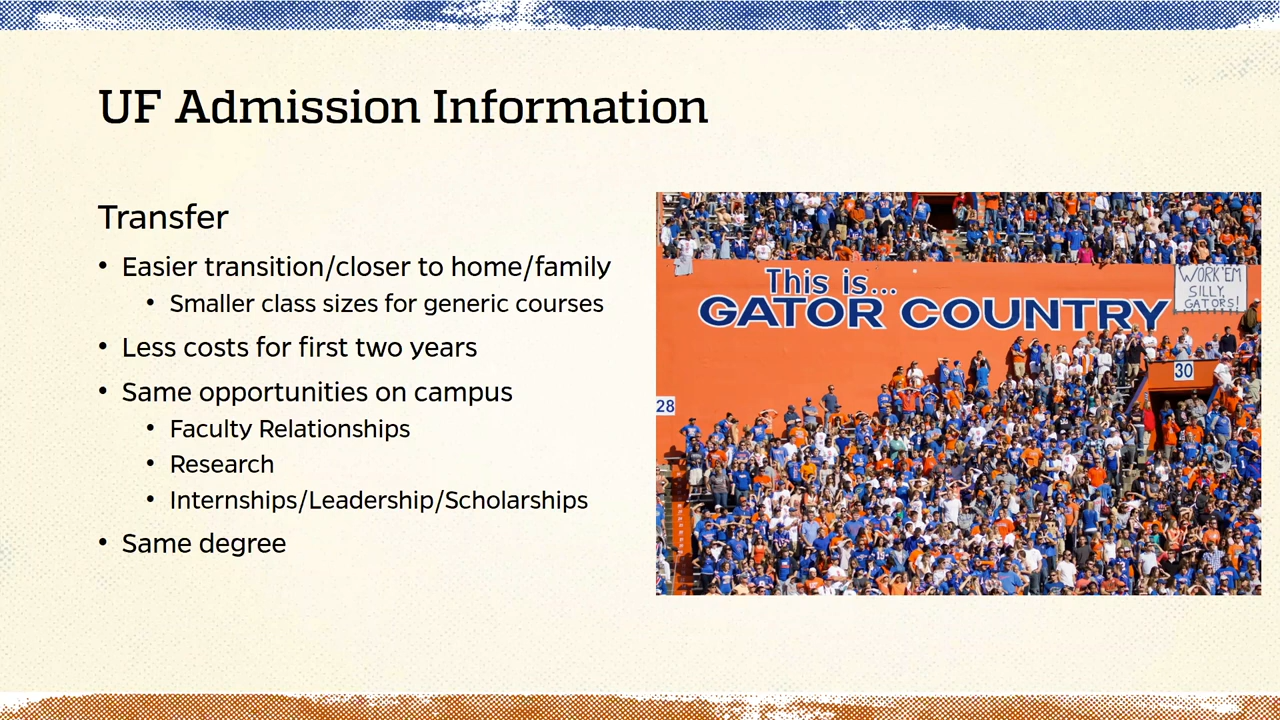 UF Admission Information
Transfer
• Easier transition/closer to home/family
• Smaller class sizes for generic courses
• Less costs for first two years
• Same opportunities on campus
• Faculty Relationships
• Research
• Internships/Leadership/Scholarships
• Same degree
This is...
GATOR COUNTRY
WORK'EM
SILLY
GATORS!
30
28